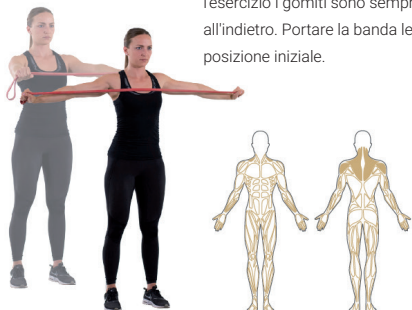 l'esercizio i gomiti sono sempr
all'indietro. Portare la banda le
posizione iniziale.